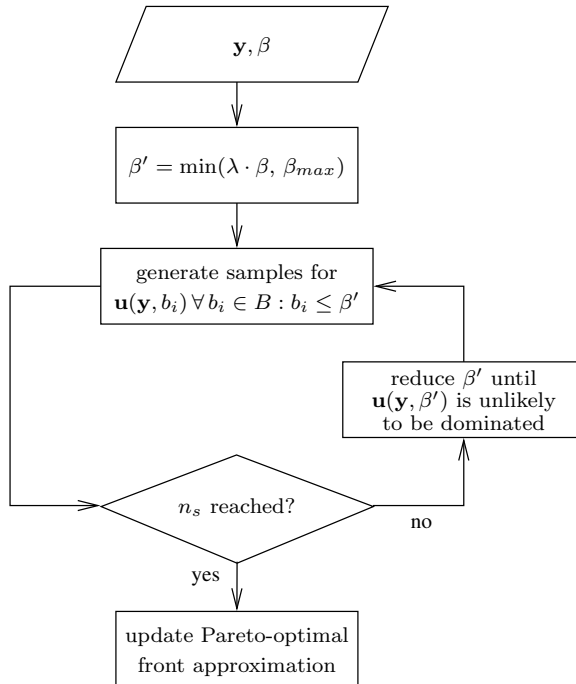 y, β
β′ = min(λ · β, β_max)
generate samples for
u(y, b_i) ∀ b_i ∈ B : b_i ≤ β′
reduce β′ until
u(y, β′) is unlikely
to be dominated
n_s reached?
no
yes
update Pareto-optimal
front approximation